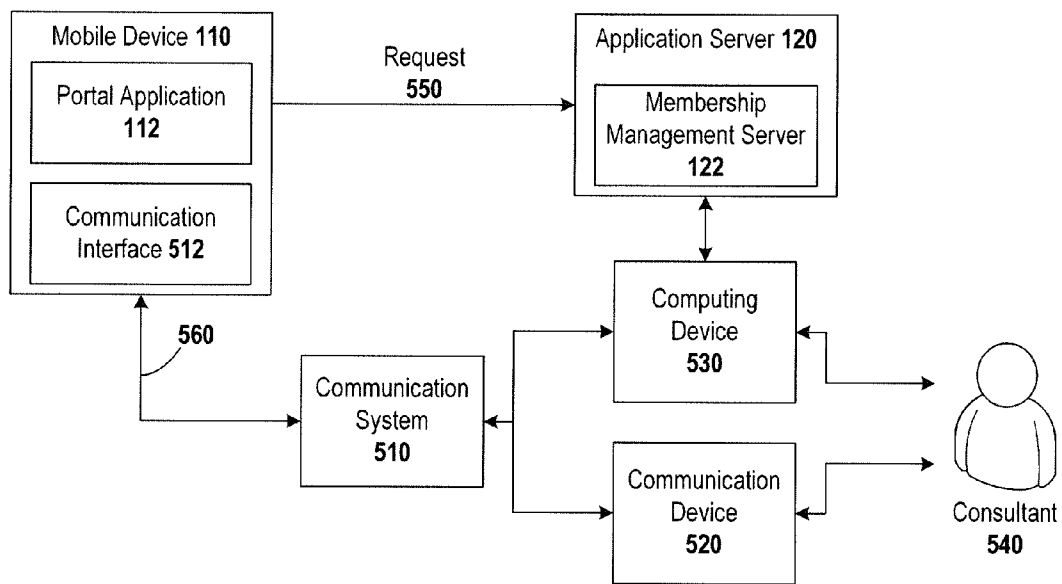 Mobile Device 110
Portal Application
112
Communication
Interface 512
Request
550
Application Server 120
Membership
Management Server
122
560
Communication
System
510
Computing
Device
530
Communication
Device
520
Consultant
540